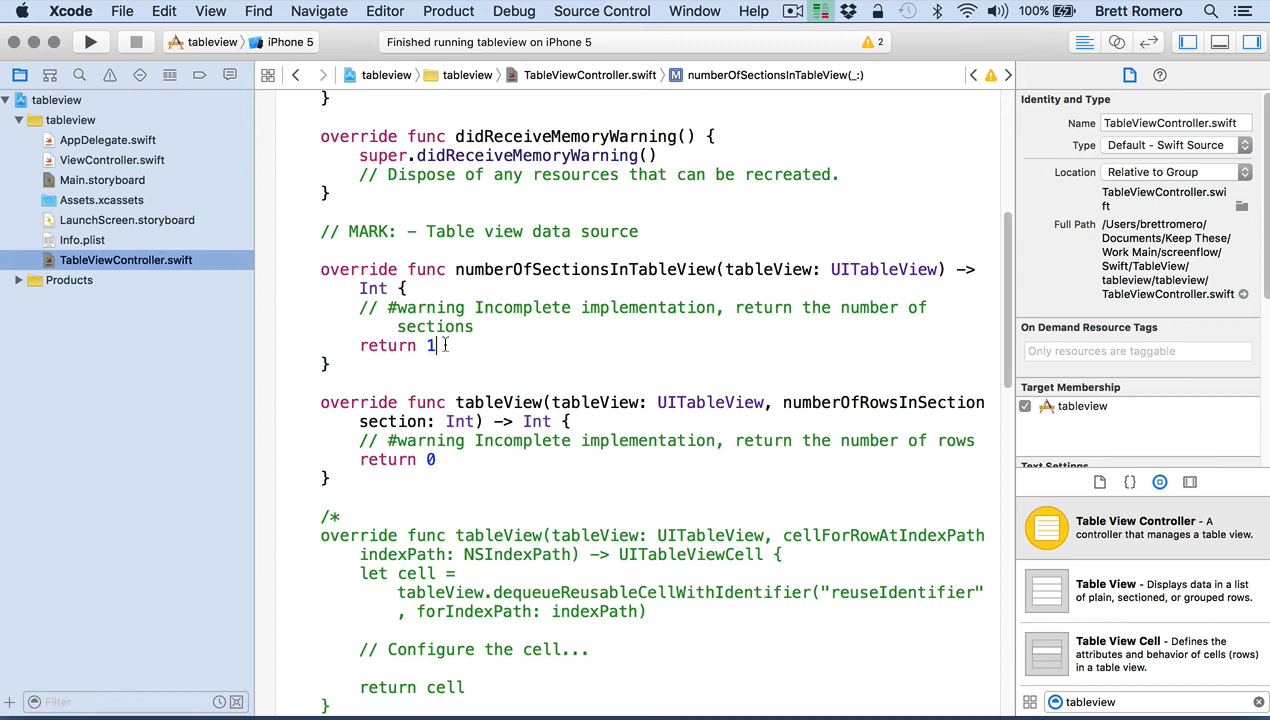 Xcode File Edit View Find Navigate Editor Product Debug Source Control Window Help 100% Brett Romero
tableview iPhone 5 Finished running tableview on iPhone 5 2
tableview tableview TableViewController.swift M numberOfSectionsInTableView(_:)
tableview
tableview
AppDelegate.swift
ViewController.swift
Main.storyboard
Assets.xcassets
LaunchScreen.storyboard
Info.plist
TableViewController.swift
Products
Filter
}
override func didReceiveMemoryWarning() {
super.didReceiveMemoryWarning()
// Dispose of any resources that can be recreated.
}
// MARK: - Table view data source
override func numberOfSectionsInTableView(tableView: UITableView) ->
Int {
// #warning Incomplete implementation, return the number of
sections
return 1
}
override func tableView(tableView: UITableView, numberOfRowsInSection
section: Int) -> Int {
// #warning Incomplete implementation, return the number of rows
return 0
}
/*
override func tableView(tableView: UITableView, cellForRowAtIndexPath
indexPath: NSIndexPath) -> UITableViewCell {
let cell =
tableView.dequeueReusableCellWithIdentifier("reuseIdentifier"
, forIndexPath: indexPath)
// Configure the cell...
return cell
}
Identity and Type
Name TableViewController.swift
Type Default - Swift Source
Location Relative to Group
TableViewController.swi
ft
Full Path /Users/brettromero/
Documents/Keep These/
Work Main/screenflow/
Swift/TableView/
tableview/tableview/
TableViewController.swift
On Demand Resource Tags
Only resources are taggable
Target Membership
tableview
Text Settings
{}
Table View Controller - A
controller that manages a table view.
Table View - Displays data in a list
of plain, sectioned, or grouped rows.
Table View Cell - Defines the
attributes and behavior of cells (rows)
in a table view.
tableview